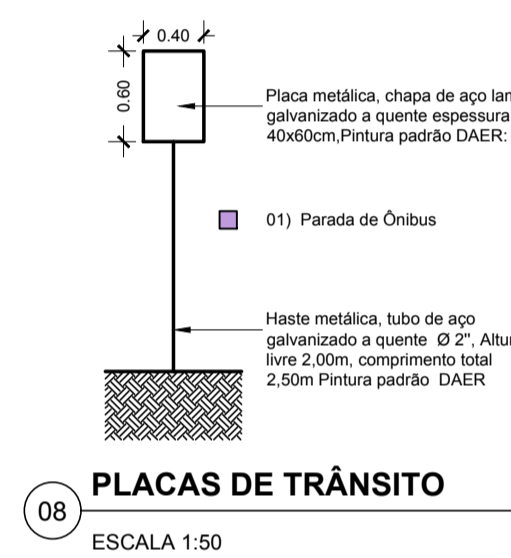 0.40
0.60
Placa metálica, chapa de aço
galvanizado a quente espessura
40x60cm,Pintura padrão DAER:
01) Parada de Ônibus
Haste metálica, tubo de aço
galvanizado a quente Ø 2",
livre 2,00m, comprimento total
2,50m Pintura padrão DAER
08
PLACAS DE TRÂNSITO
ESCALA 1:50